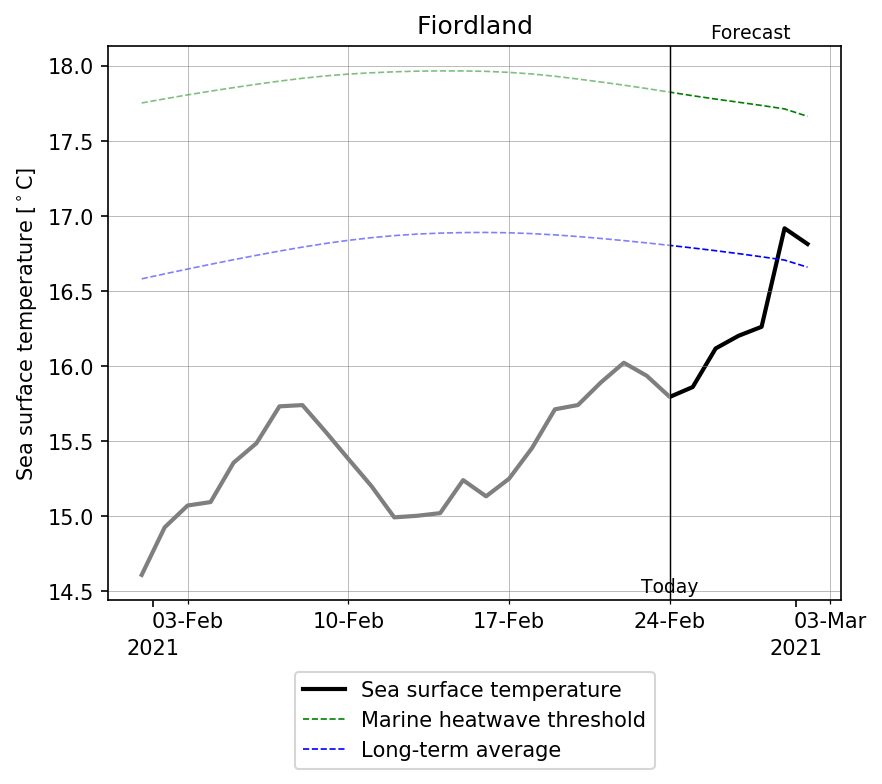 Fiordland
Forecast
Sea surface temperature [°C]
18.0
17.5
17.0
16.5
16.0
15.5
15.0
14.5
Today
03-Feb 10-Feb 17-Feb 24-Feb 03-Mar
2021 2021
Sea surface temperature
Marine heatwave threshold
Long-term average